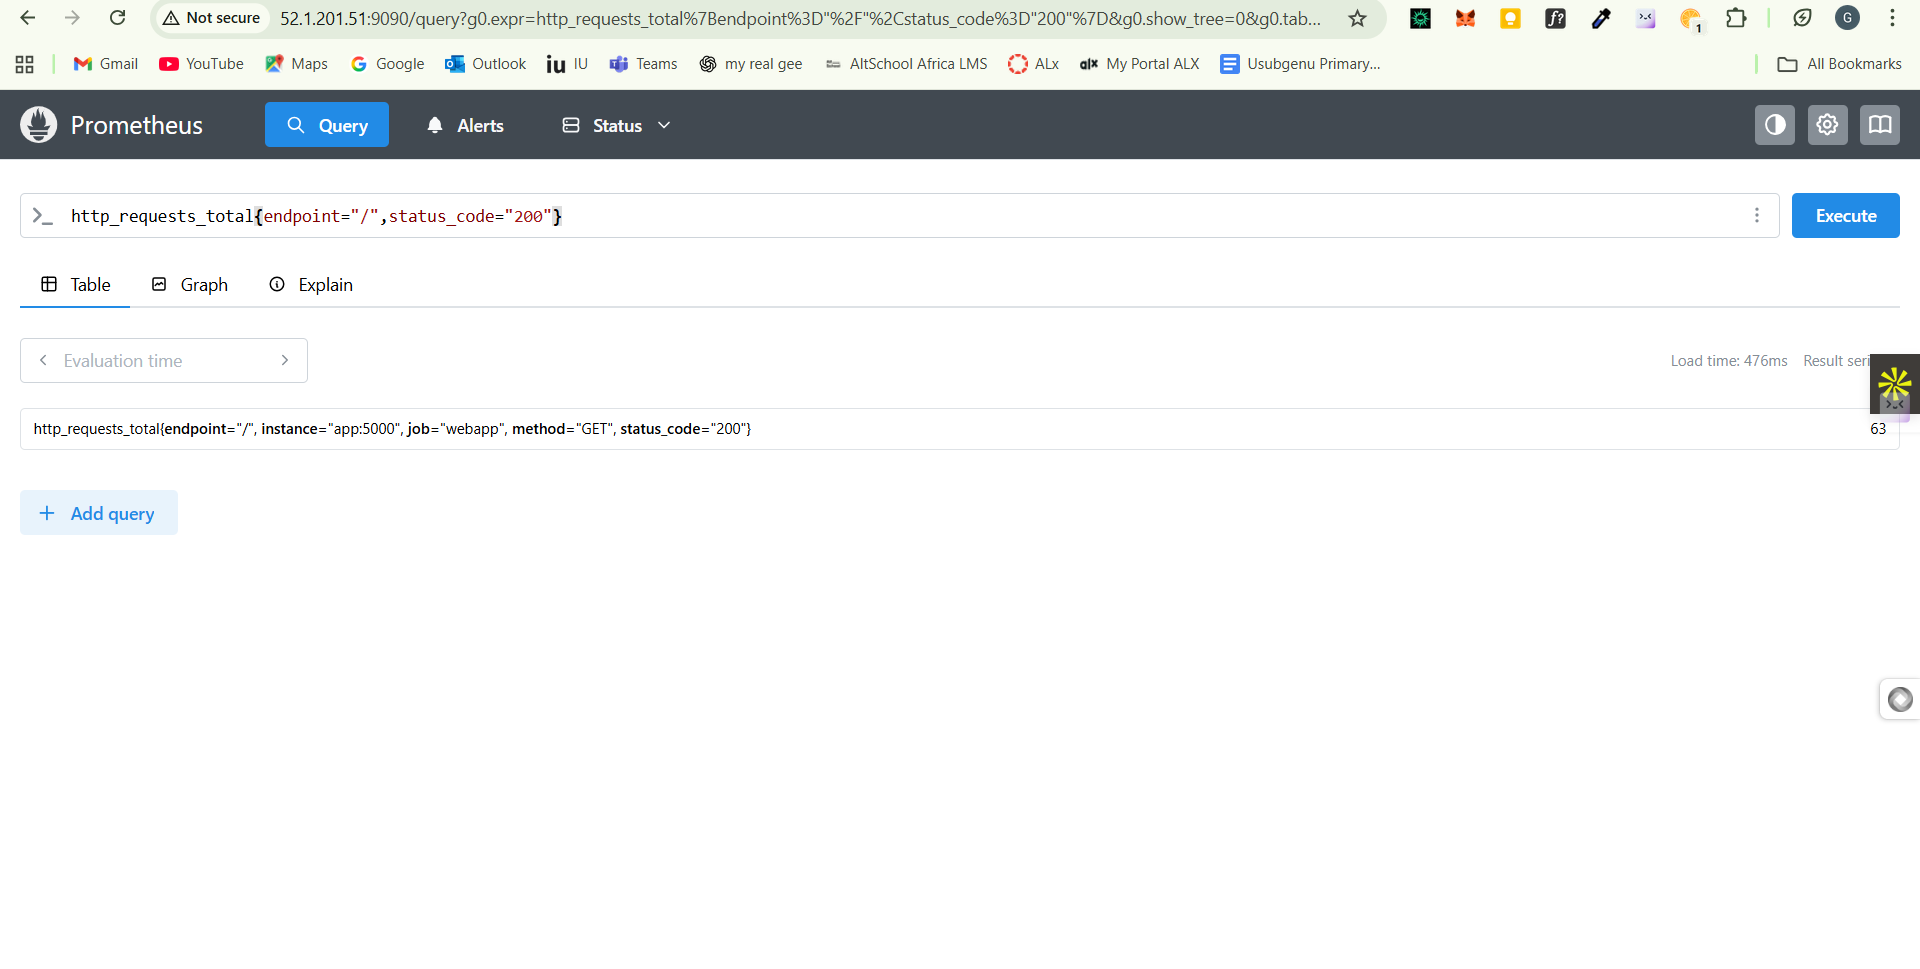 Not secure 52.1.201.51:9090/query?g0.expr=http_requests_total%7Bendpoint%3D"%2F"%2Cstatus_code%3D"200"%7D&g0.show_tree=0&g0.tab... f? 1 G
Gmail YouTube Maps Google Outlook iu IU Teams my real gee AltSchool Africa LMS ALx alx My Portal ALX Usubgenu Primary... All Bookmarks
Prometheus Query Alerts Status
http_requests_total{endpoint="/",status_code="200"} Execute
Table Graph Explain
Evaluation time Load time: 476ms Result seri
http_requests_total{endpoint="/", instance="app:5000", job="webapp", method="GET", status_code="200"} 63
Add query